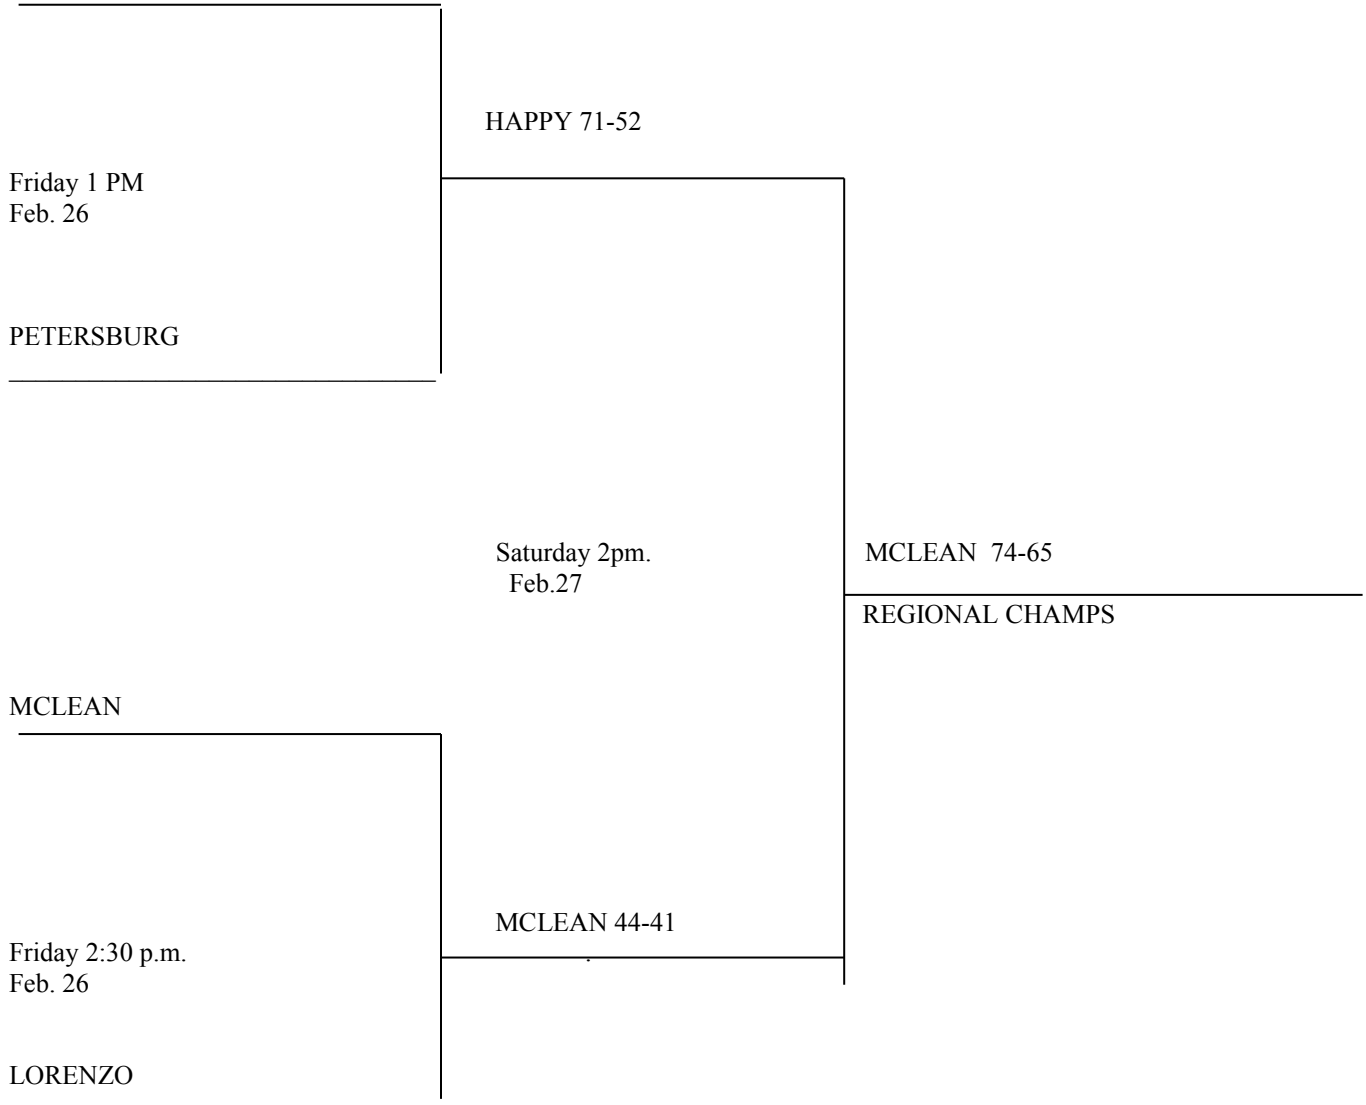 HAPPY 71-52
Friday 1 PM
Feb. 26
PETERSBURG
Saturday 2pm.
Feb.27
MCLEAN  74-65
REGIONAL CHAMPS
MCLEAN
MCLEAN 44-41
Friday 2:30 p.m.
Feb. 26
.
LORENZO